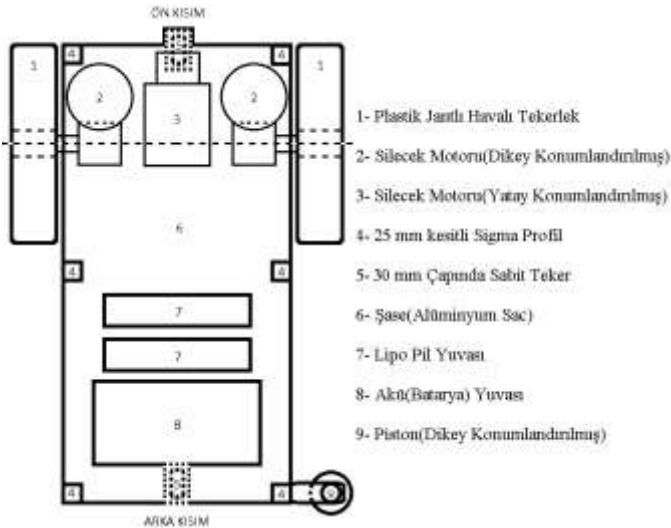 ÖN KISIM
4
5
4
1
1
2
2
3
1- Plastik Jantlı Havalı Tekerlek
2- Silecek Motoru(Dikey Konumlandırılmış)
3- Silecek Motoru(Yatay Konumlandırılmış)
6
4- 25 mm kesitli Sigma Profil
4
4
5- 30 mm Çapında Sabit Teker
7
6- Şase(Alüminyum Sac)
7
7- Lipo Pil Yuvası
8
8- Akü(Batarya) Yuvası
9- Piston(Dikey Konumlandırılmış)
4
5
4
9
ARKA KISIM